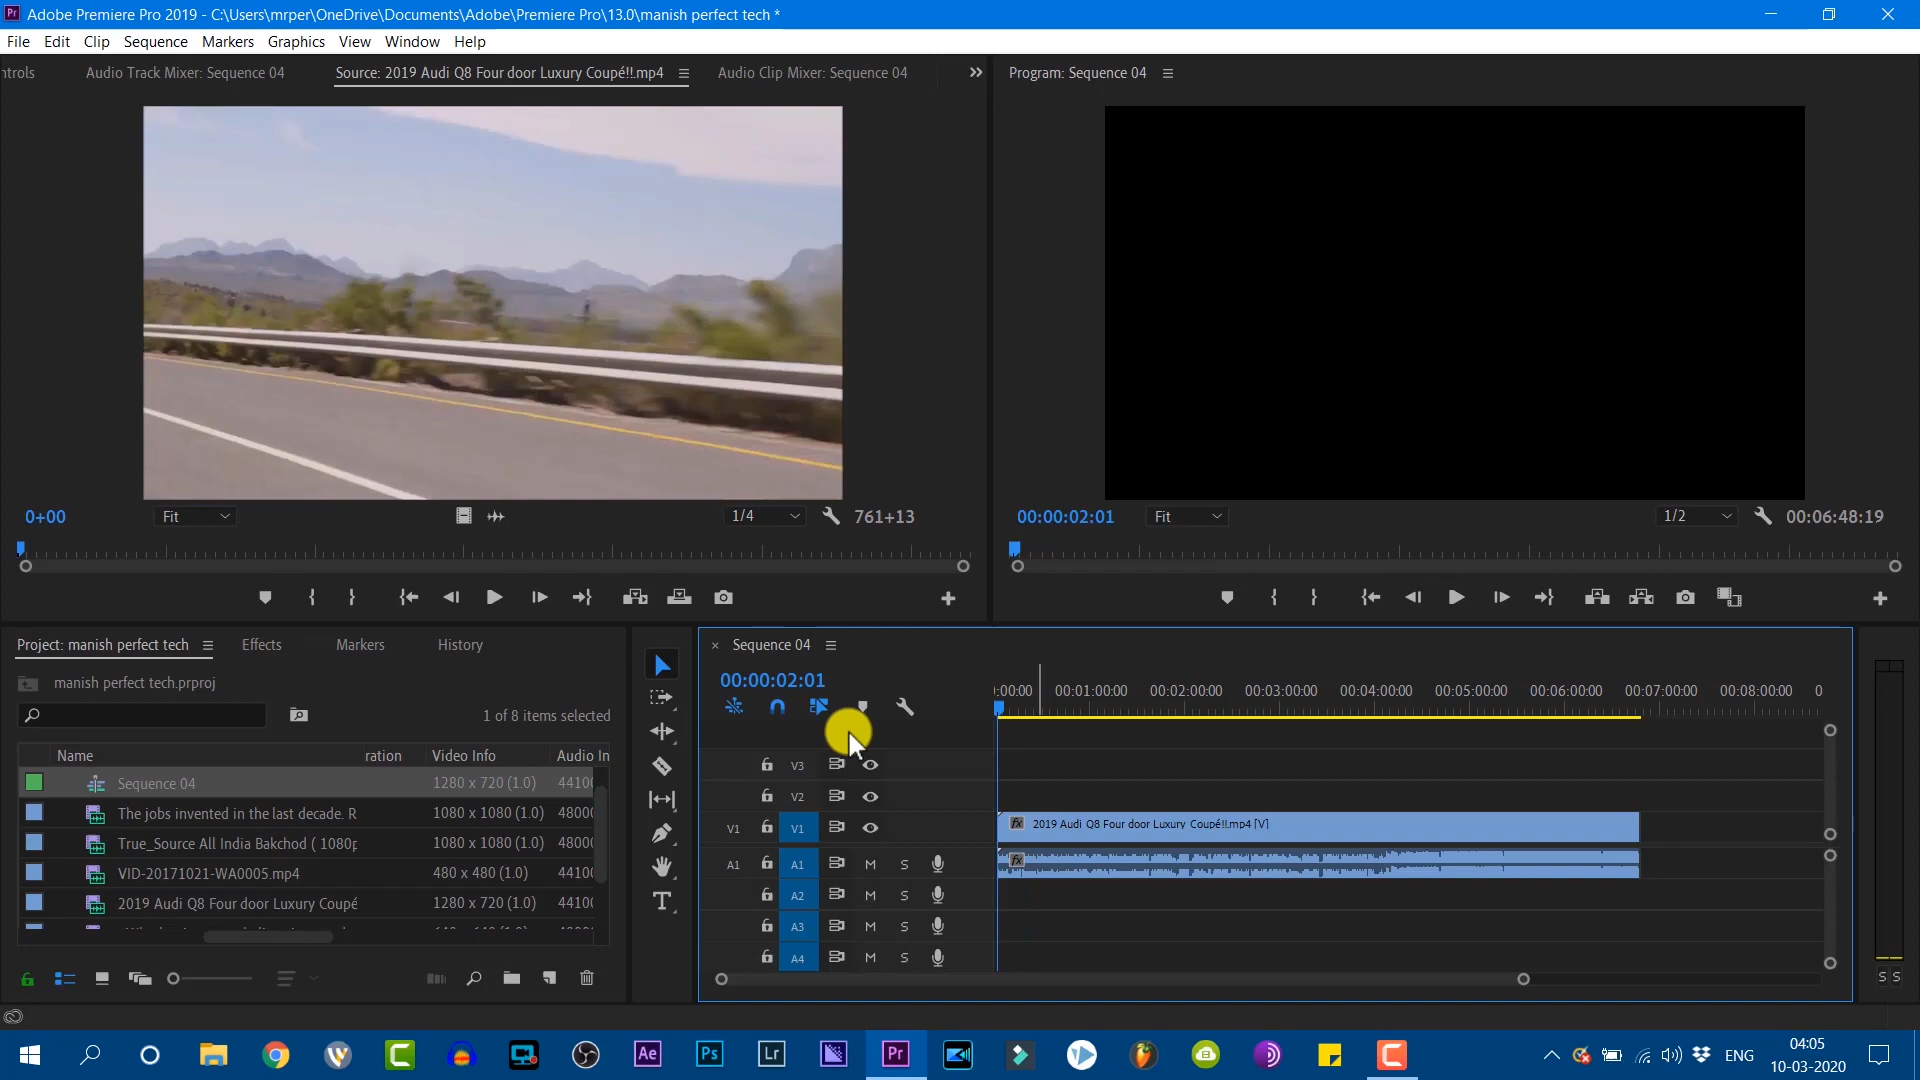 Adobe Premiere Pro 2019 - C:\Users\mrper\OneDrive\Documents\Adobe\Premiere Pro\13.0\manish perfect tech *
File Edit Clip Sequence Markers Graphics View Window Help
ntrols Audio Track Mixer: Sequence 04 Source: 2019 Audi Q8 Four door Luxury Coupé!!.mp4 Audio Clip Mixer: Sequence 04 Program: Sequence 04
0+00 Fit 1/4 761+13 00:00:02:01 Fit 1/2 00:06:48:19
Project: manish perfect tech Effects Markers History
manish perfect tech.prproj
1 of 8 items selected
Name ration Video Info Audio In
Sequence 04 1280 x 720 (1.0) 4410
The jobs invented in the last decade. R 1080 x 1080 (1.0) 4800
True_Source All India Bakchod ( 1080p 1080 x 1080 (1.0) 4800
VID-20171021-WA0005.mp4 480 x 480 (1.0) 4410
2019 Audi Q8 Four door Luxury Coupé 1280 x 720 (1.0) 4410
Sequence 04
00:00:02:01
:00:00 00:01:00:00 00:02:00:00 00:03:00:00 00:04:00:00 00:05:00:00 00:06:00:00 00:07:00:00 00:08:00:00 0
V3
V2
V1 V1 fx 2019 Audi Q8 Four door Luxury Coupé!!.mp4 [V]
A1 A1 M S fx
A2 M S
A3 M S
A4 M S
S S
Ae Ps Lr Pr
ENG
04:05
10-03-2020